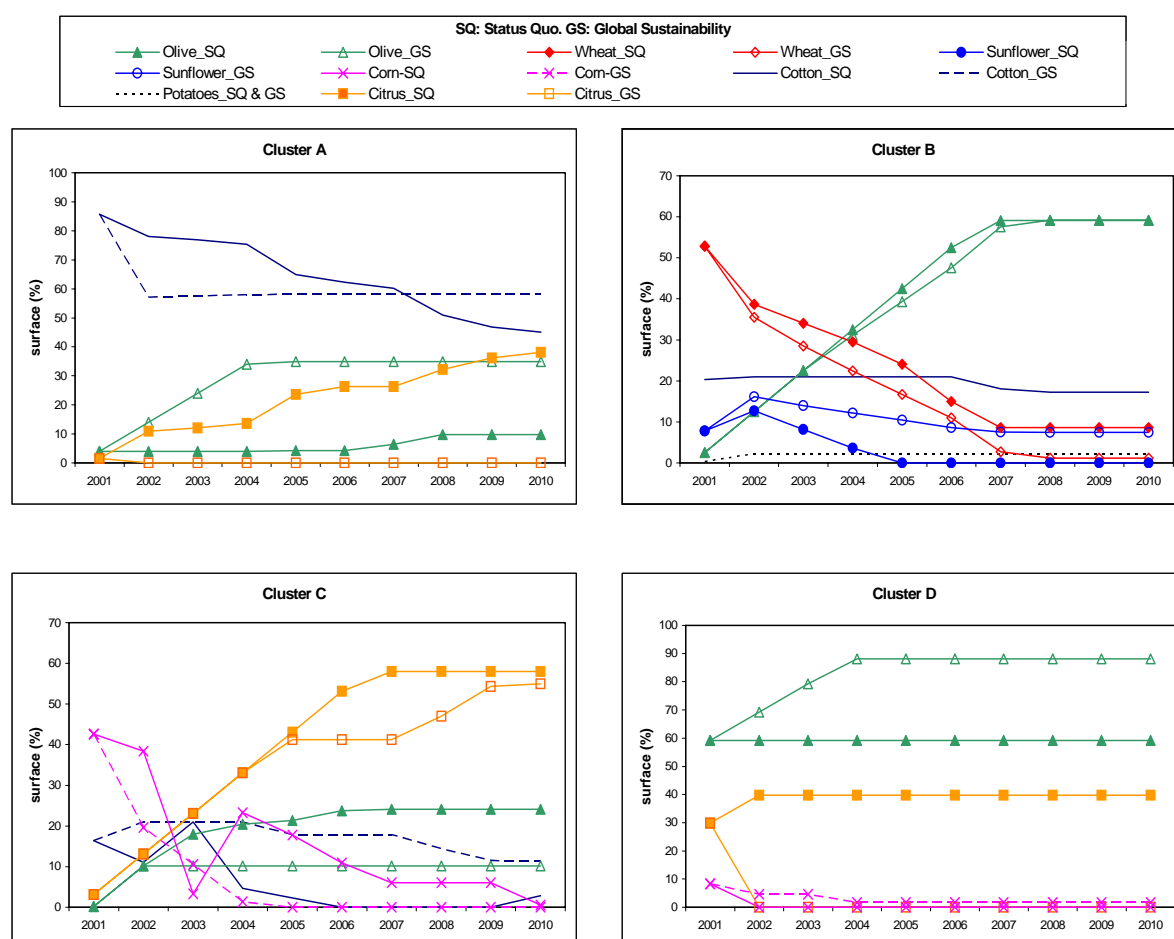 SQ: Status Quo. GS: Global Sustainability
Olive_SQ Olive_GS Wheat_SQ Wheat_GS Sunflower_SQ
Sunflower_GS Corn-SQ Corn-GS Cotton_SQ Cotton_GS
Potatoes_SQ & GS Citrus_SQ Citrus_GS
Cluster A
surface (%)
100
90
80
70
60
50
40
30
20
10
0
2001 2002 2003 2004 2005 2006 2007 2008 2009 2010
Cluster B
surface (%)
70
60
50
40
30
20
10
0
2001 2002 2003 2004 2005 2006 2007 2008 2009 2010
Cluster C
surface (%)
70
60
50
40
30
20
10
0
2001 2002 2003 2004 2005 2006 2007 2008 2009 2010
Cluster D
surface (%)
100
90
80
70
60
50
40
30
20
10
0
2001 2002 2003 2004 2005 2006 2007 2008 2009 2010